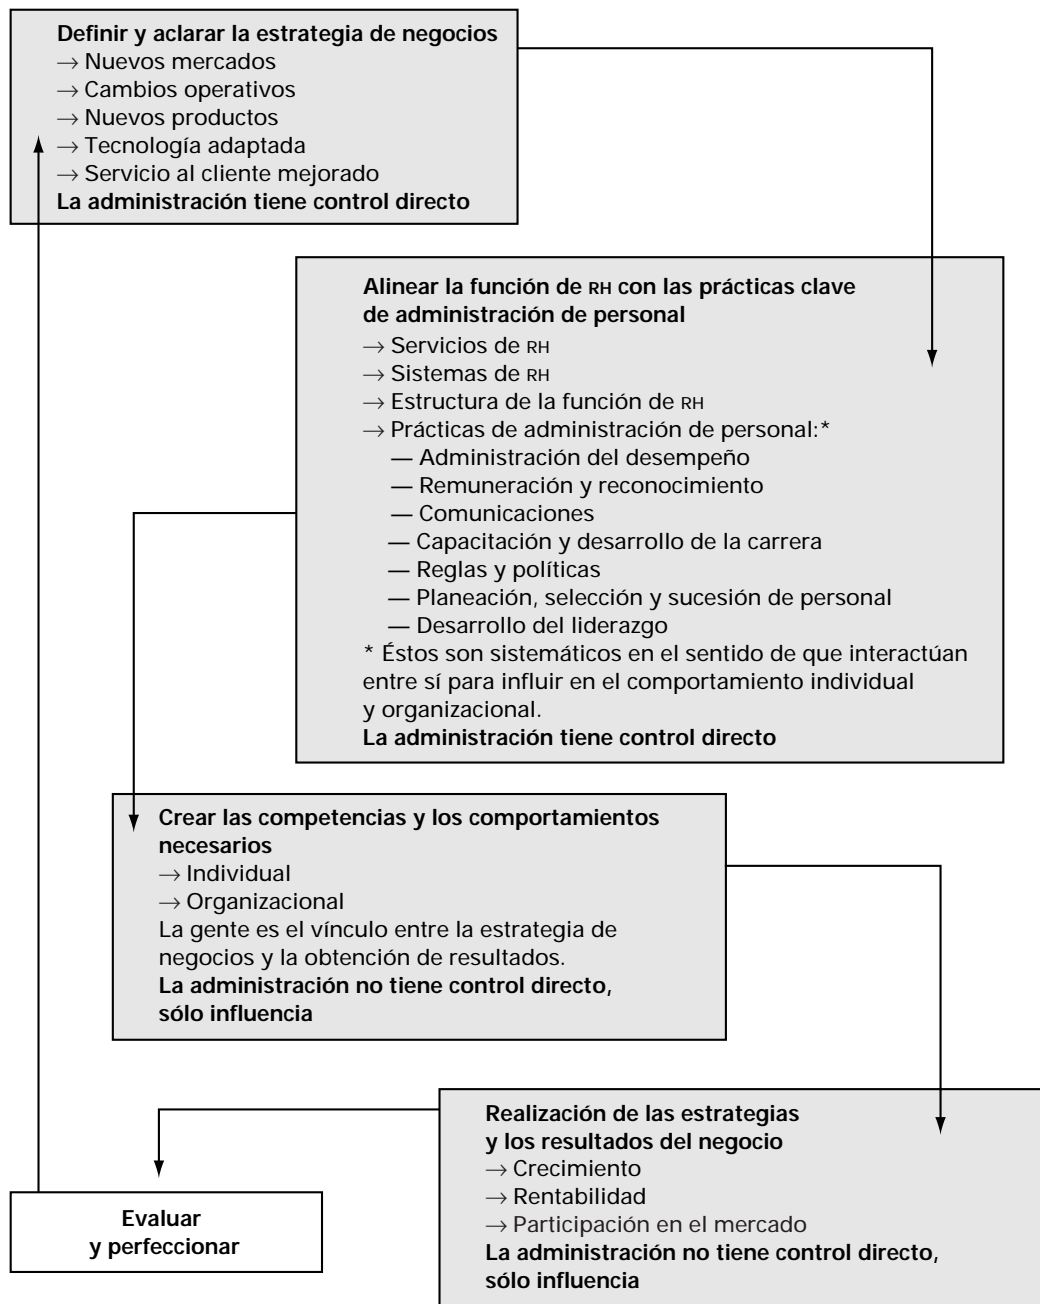 Definir y aclarar la estrategia de negocios
→ Nuevos mercados
→ Cambios operativos
→ Nuevos productos
→ Tecnología adaptada
→ Servicio al cliente mejorado
La administración tiene control directo
Alinear la función de RH con las prácticas clave
de administración de personal
→ Servicios de RH
→ Sistemas de RH
→ Estructura de la función de RH
→ Prácticas de administración de personal:*
— Administración del desempeño
— Remuneración y reconocimiento
— Comunicaciones
— Capacitación y desarrollo de la carrera
— Reglas y políticas
— Planeación, selección y sucesión de personal
— Desarrollo del liderazgo
* Éstos son sistemáticos en el sentido de que interactúan
entre sí para influir en el comportamiento individual
y organizacional.
La administración tiene control directo
Crear las competencias y los comportamientos
necesarios
→ Individual
→ Organizacional
La gente es el vínculo entre la estrategia de
negocios y la obtención de resultados.
La administración no tiene control directo,
sólo influencia
Realización de las estrategias
y los resultados del negocio
→ Crecimiento
→ Rentabilidad
→ Participación en el mercado
La administración no tiene control directo,
sólo influencia
Evaluar
y perfeccionar